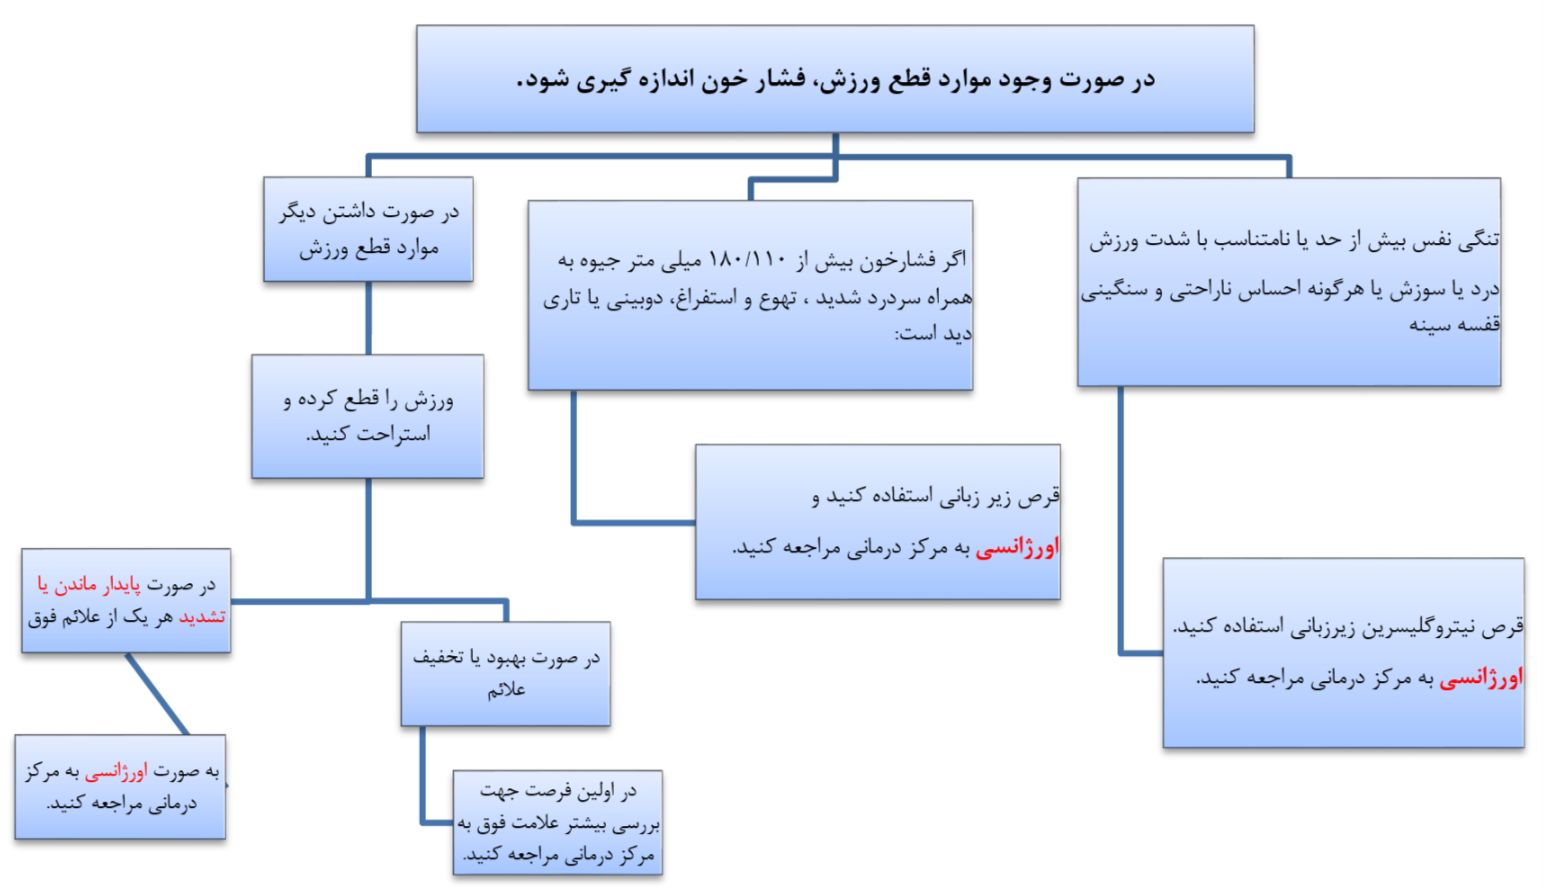 در صورت وجود موارد قطع ورزش، فشار خون اندازه گیری شود.
تنگی نفس بیش از حد یا نامتناسب با شدت ورزش
درد یا سوزش یا هرگونه احساس ناراحتی و سنگینی
قفسه سینه
قرص نیتروگلیسرین زیرزبانی استفاده کنید.
اورژانسی به مرکز درمانی مراجعه کنید.
اگر فشارخون بیش از ۱۸۰/۱۱۰ میلی متر جیوه به
همراه سردرد شدید ، تهوع و استفراغ، دوبینی یا تاری
دید است:
قرص زیر زبانی استفاده کنید و
اورژانسی به مرکز درمانی مراجعه کنید.
در صورت داشتن دیگر
موارد قطع ورزش
ورزش را قطع کرده و
استراحت کنید.
در صورت بهبود یا تخفیف
علائم
در اولین فرصت جهت
بررسی بیشتر علامت فوق به
مرکز درمانی مراجعه کنید.
در صورت پایدار ماندن یا
تشدید هر یک از علائم فوق
به صورت اورژانسی به مرکز
درمانی مراجعه کنید.